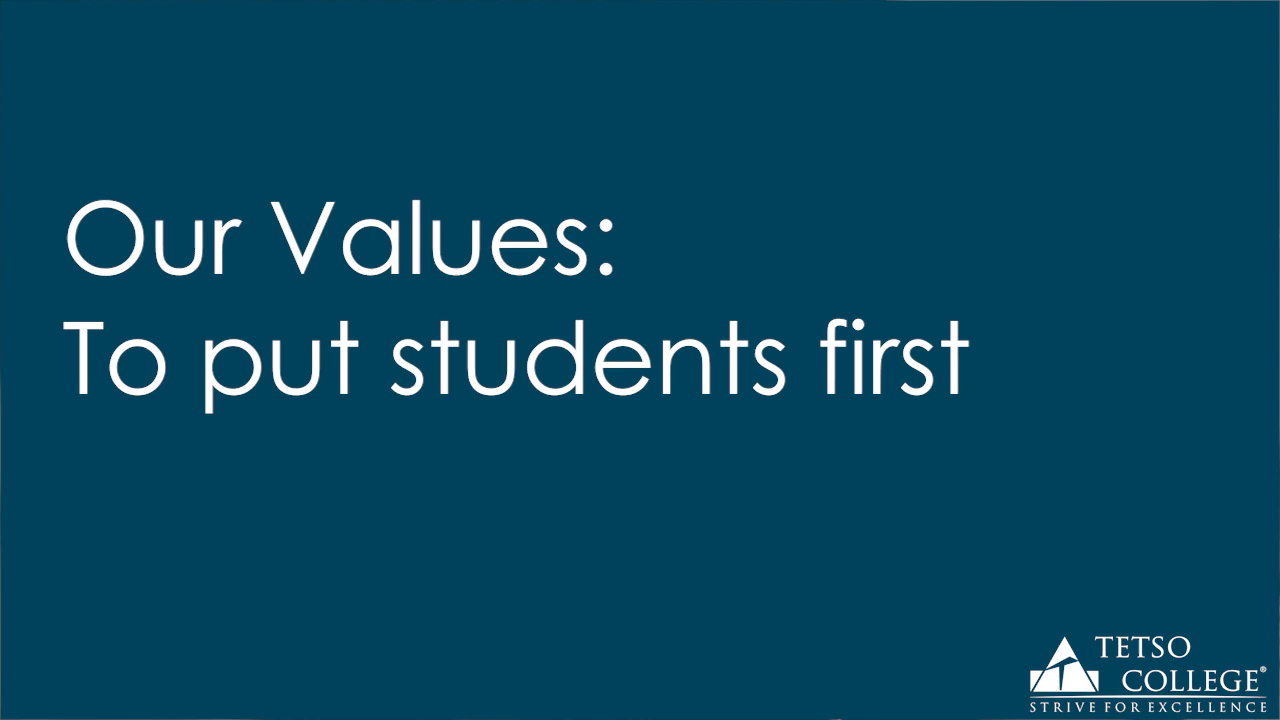 Our Values:
To put students first
TETSO
COLLEGE®
STRIVE FOR EXCELLENCE